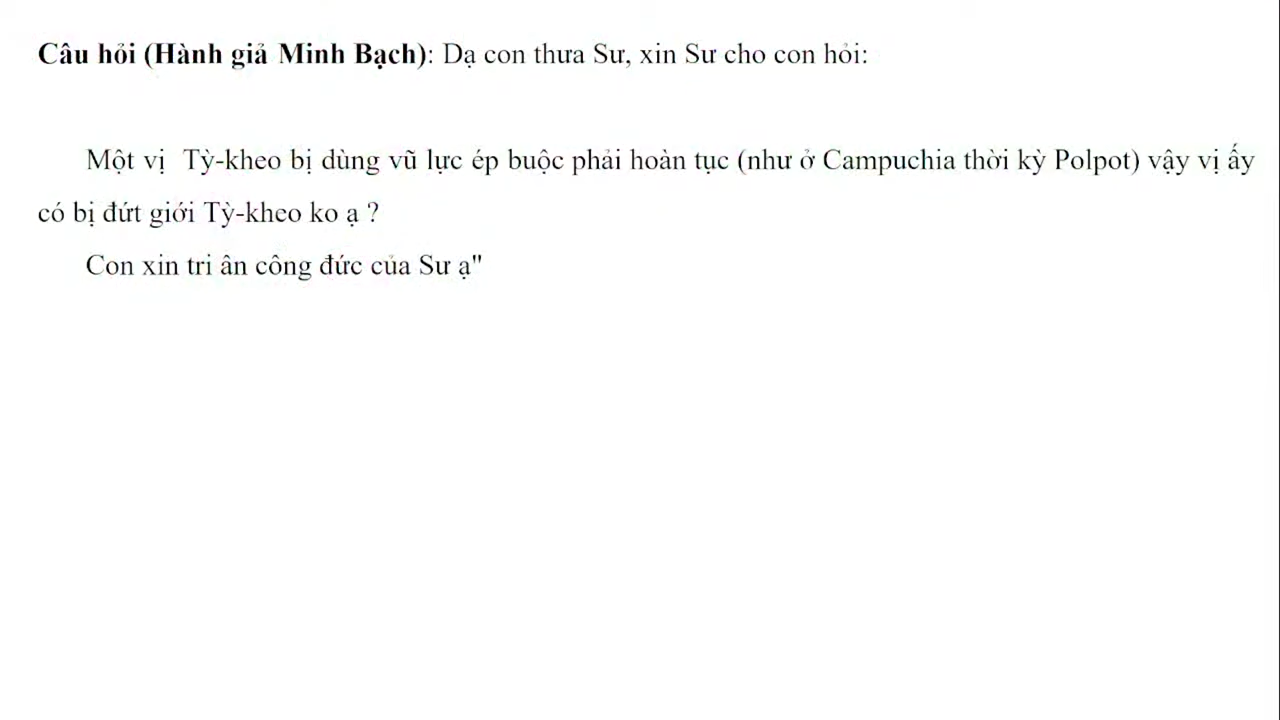 Câu hỏi (Hành giả Minh Bạch): Dạ con thưa Sư, xin Sư cho con hỏi:
Một vị Tỳ-kheo bị dùng vũ lực ép buộc phải hoàn tục (như ở Campuchia thời kỳ Polpot) vậy vị ấy
có bị đứt giới Tỳ-kheo ko ạ ?
Con xin tri ân công đức của Sư ạ"